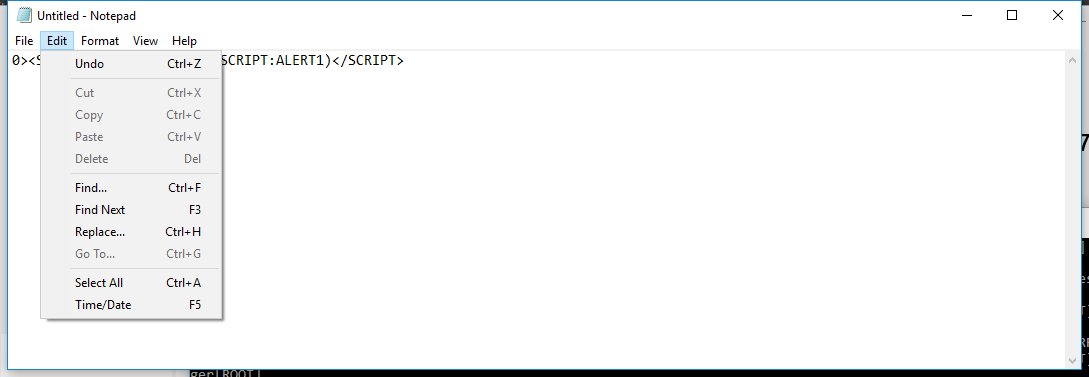 Untitled - Notepad
File Edit Format View Help
0><S SCRIPT:ALERT1)</SCRIPT>
Undo Ctrl+Z
Cut Ctrl+X
Copy Ctrl+C
Paste Ctrl+V
Delete Del
Find... Ctrl+F
Find Next F3
Replace... Ctrl+H
Go To... Ctrl+G
Select All Ctrl+A
Time/Date F5
7
ger[ROOT]